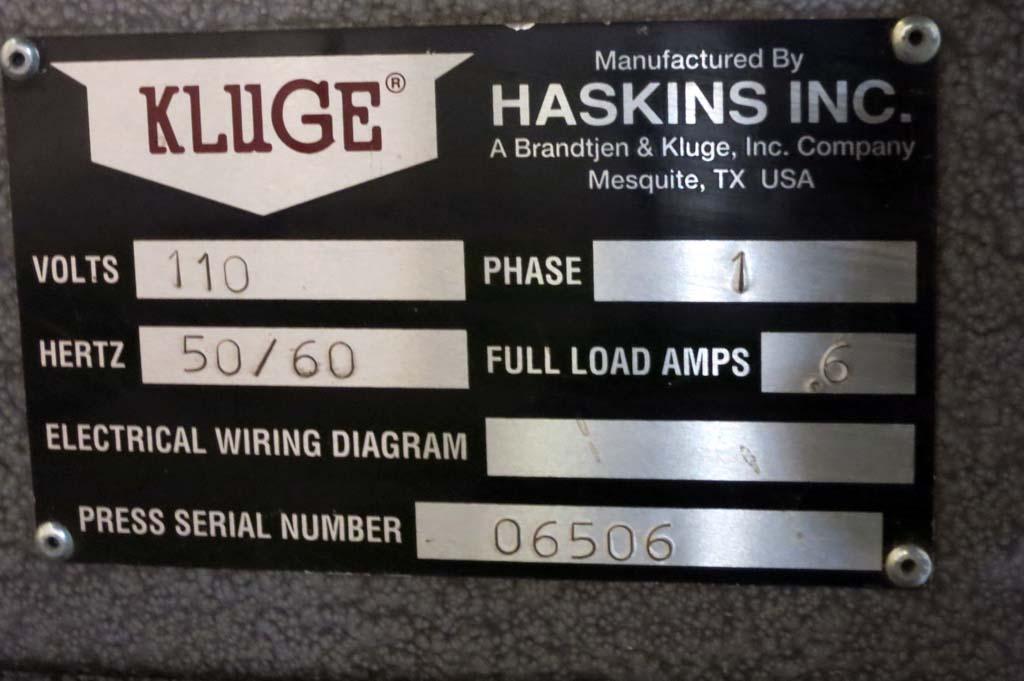 KLUGE®
Manufactured By
HASKINS INC.
A Brandtjen & Kluge, Inc. Company
Mesquite, TX USA
VOLTS 110
PHASE 1
HERTZ 50/60
FULL LOAD AMPS .6
ELECTRICAL WIRING DIAGRAM
PRESS SERIAL NUMBER 06506